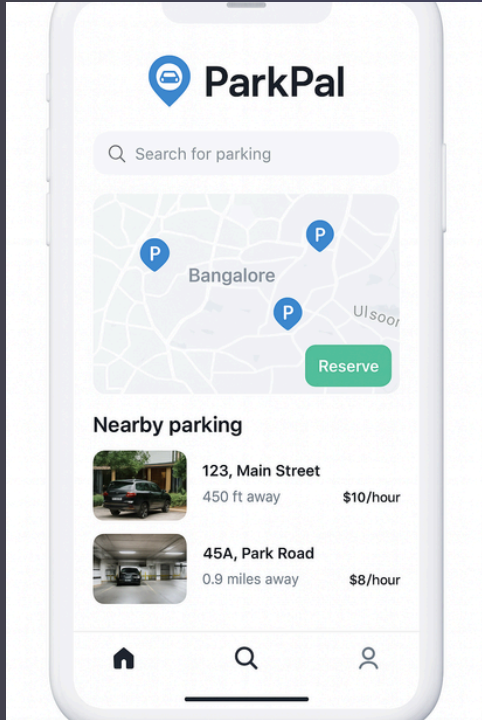 ParkPal
Search for parking
P
P
Bangalore
P
Ulsoor
Reserve
Nearby parking
123, Main Street
450 ft away
$10/hour
45A, Park Road
0.9 miles away
$8/hour